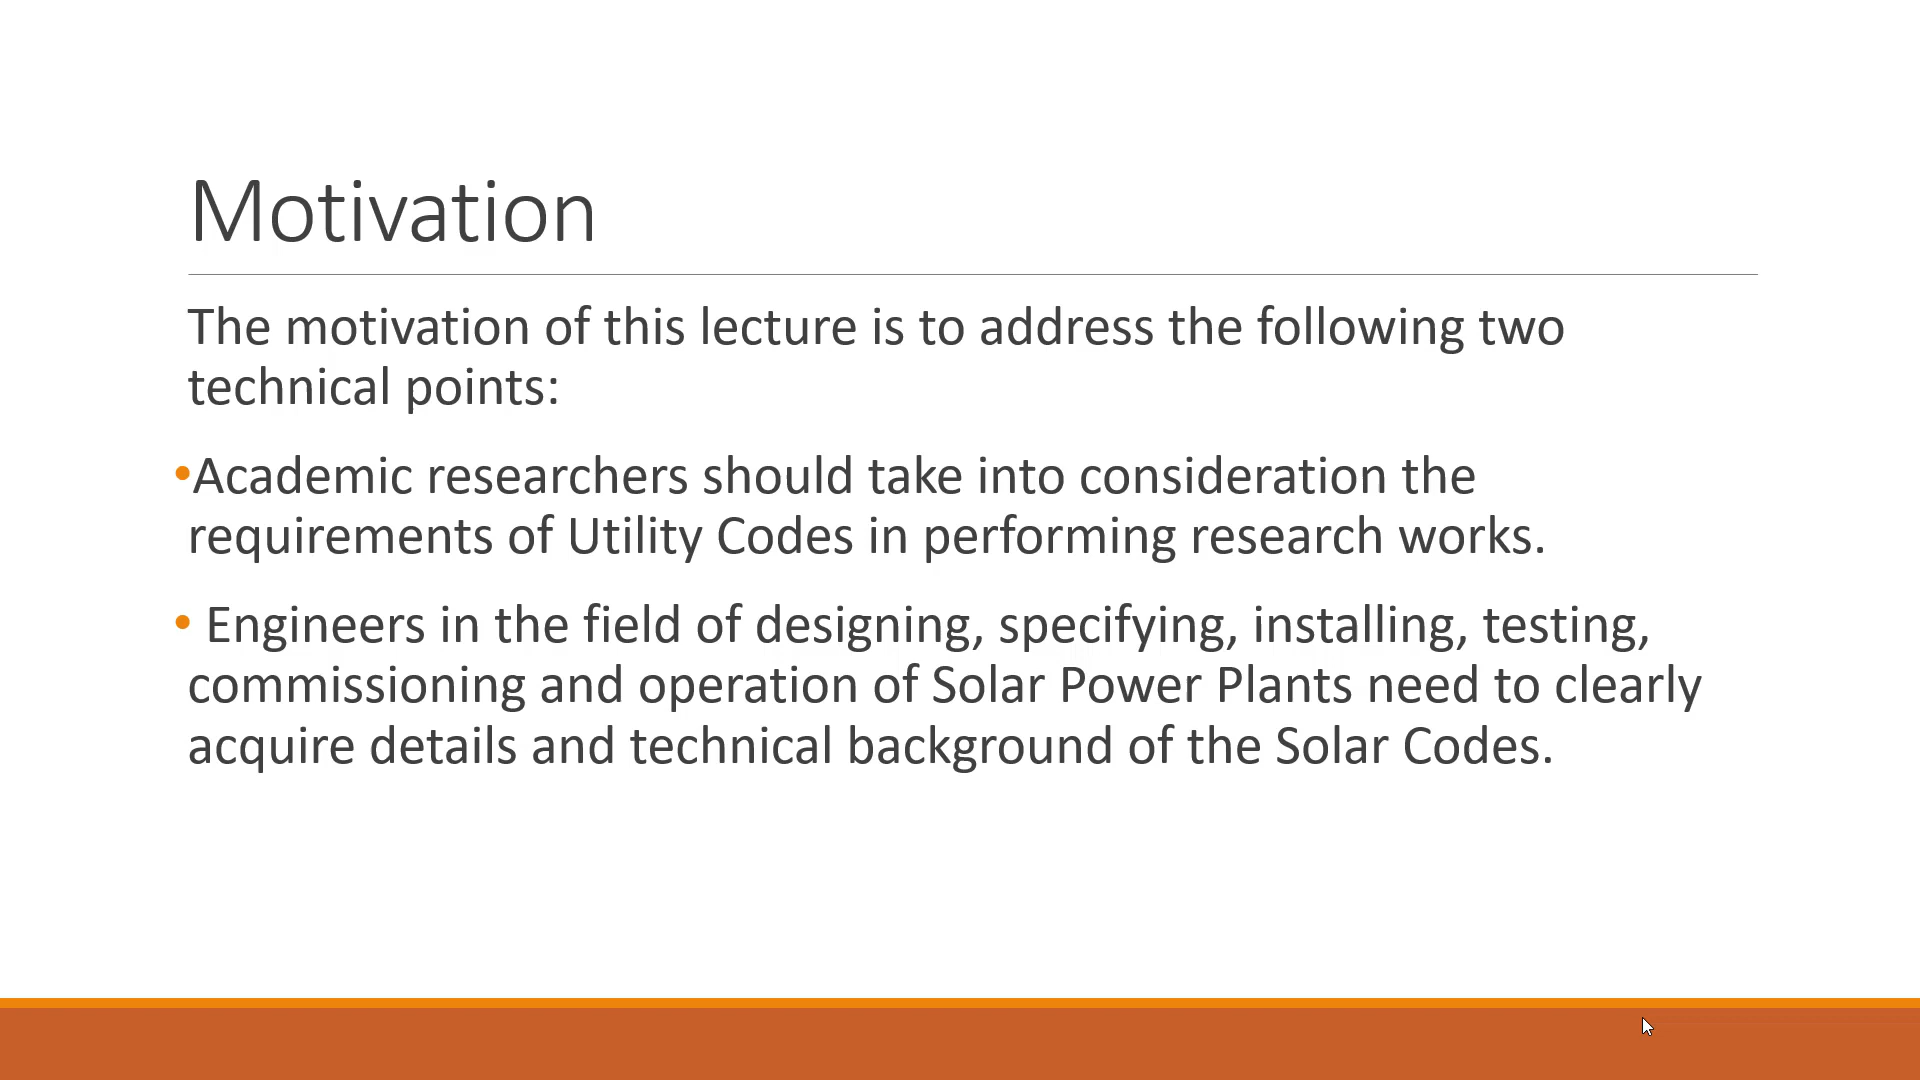 Motivation
The motivation of this lecture is to address the following two
technical points:
•Academic researchers should take into consideration the
requirements of Utility Codes in performing research works.
• Engineers in the field of designing, specifying, installing, testing,
commissioning and operation of Solar Power Plants need to clearly
acquire details and technical background of the Solar Codes.